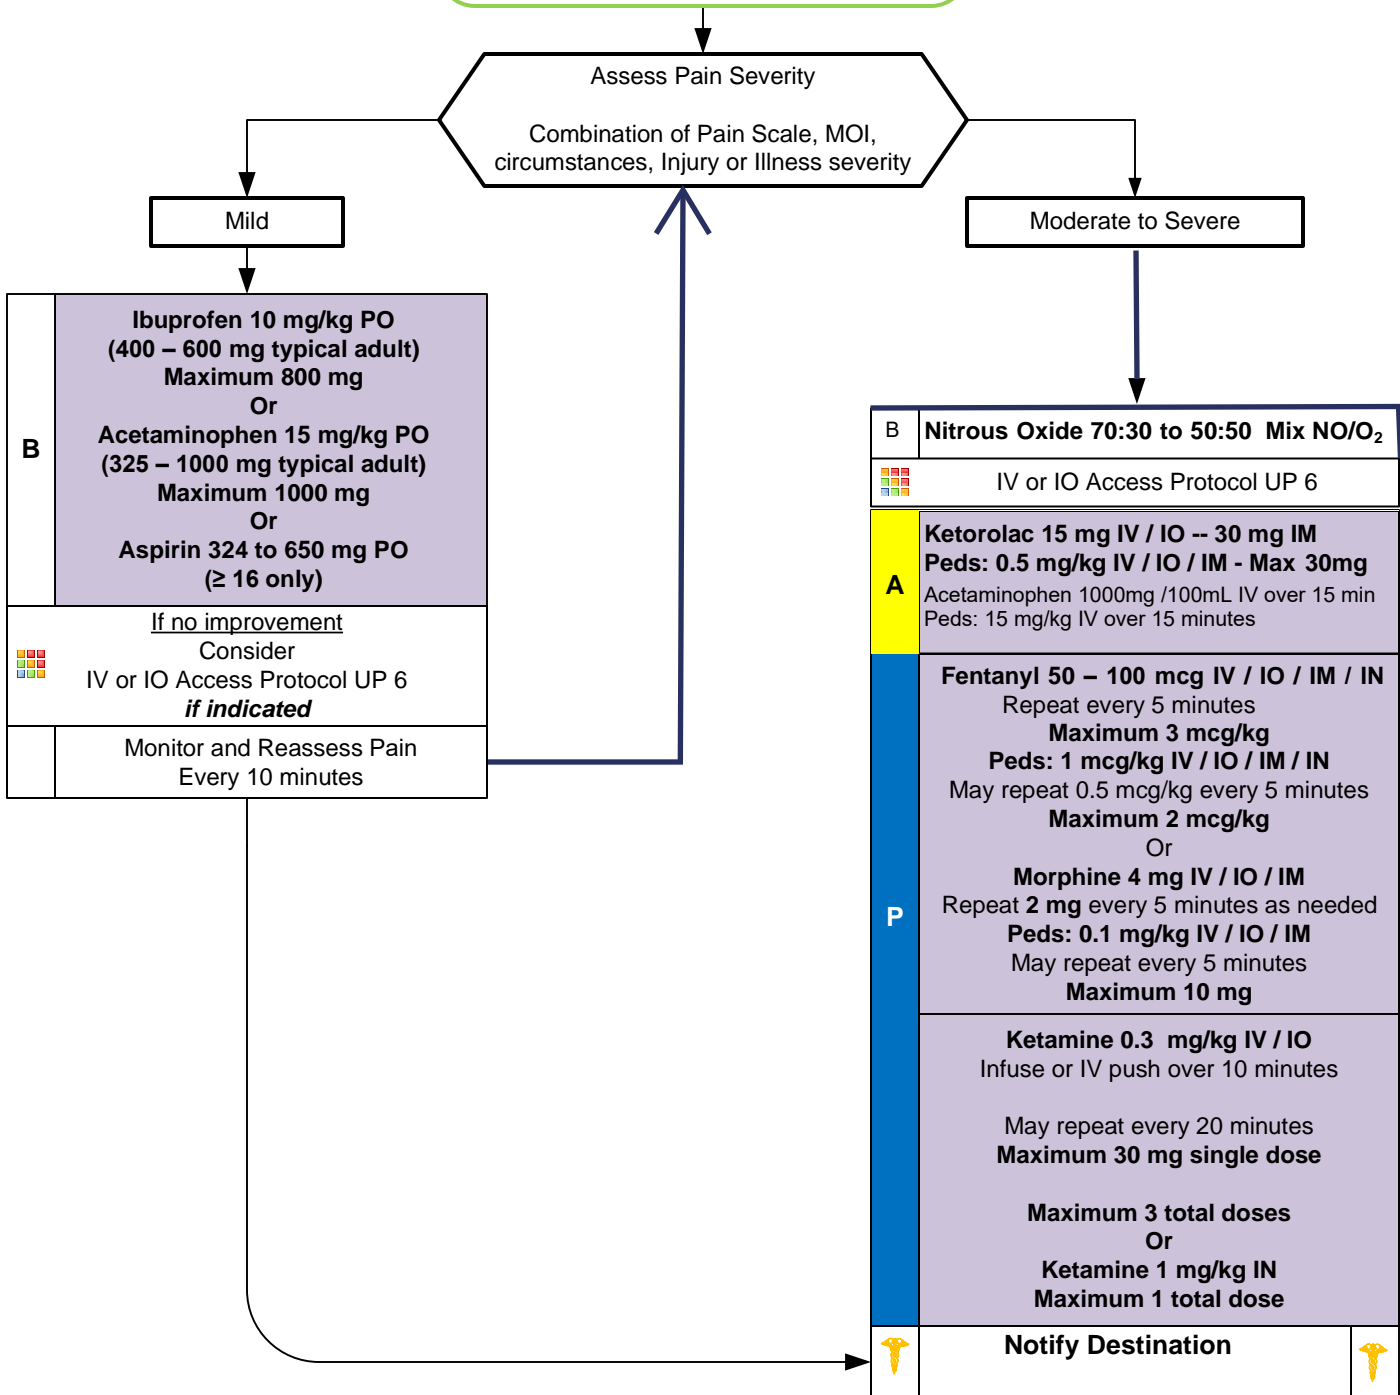 Assess Pain Severity
Combination of Pain Scale, MOI,
circumstances, Injury or Illness severity
Mild
Moderate to Severe
B
Ibuprofen 10 mg/kg PO
(400 – 600 mg typical adult)
Maximum 800 mg
Or
Acetaminophen 15 mg/kg PO
(325 – 1000 mg typical adult)
Maximum 1000 mg
Or
Aspirin 324 to 650 mg PO
(≥ 16 only)
If no improvement
Consider
IV or IO Access Protocol UP 6
if indicated
Monitor and Reassess Pain
Every 10 minutes
B
Nitrous Oxide 70:30 to 50:50 Mix NO/O₂
IV or IO Access Protocol UP 6
A
Ketorolac 15 mg IV / IO -- 30 mg IM
Peds: 0.5 mg/kg IV / IO / IM - Max 30mg
Acetaminophen 1000mg /100mL IV over 15 min
Peds: 15 mg/kg IV over 15 minutes
P
Fentanyl 50 – 100 mcg IV / IO / IM / IN
Repeat every 5 minutes
Maximum 3 mcg/kg
Peds: 1 mcg/kg IV / IO / IM / IN
May repeat 0.5 mcg/kg every 5 minutes
Maximum 2 mcg/kg
Or
Morphine 4 mg IV / IO / IM
Repeat 2 mg every 5 minutes as needed
Peds: 0.1 mg/kg IV / IO / IM
May repeat every 5 minutes
Maximum 10 mg
Ketamine 0.3 mg/kg IV / IO
Infuse or IV push over 10 minutes
May repeat every 20 minutes
Maximum 30 mg single dose
Maximum 3 total doses
Or
Ketamine 1 mg/kg IN
Maximum 1 total dose
Notify Destination